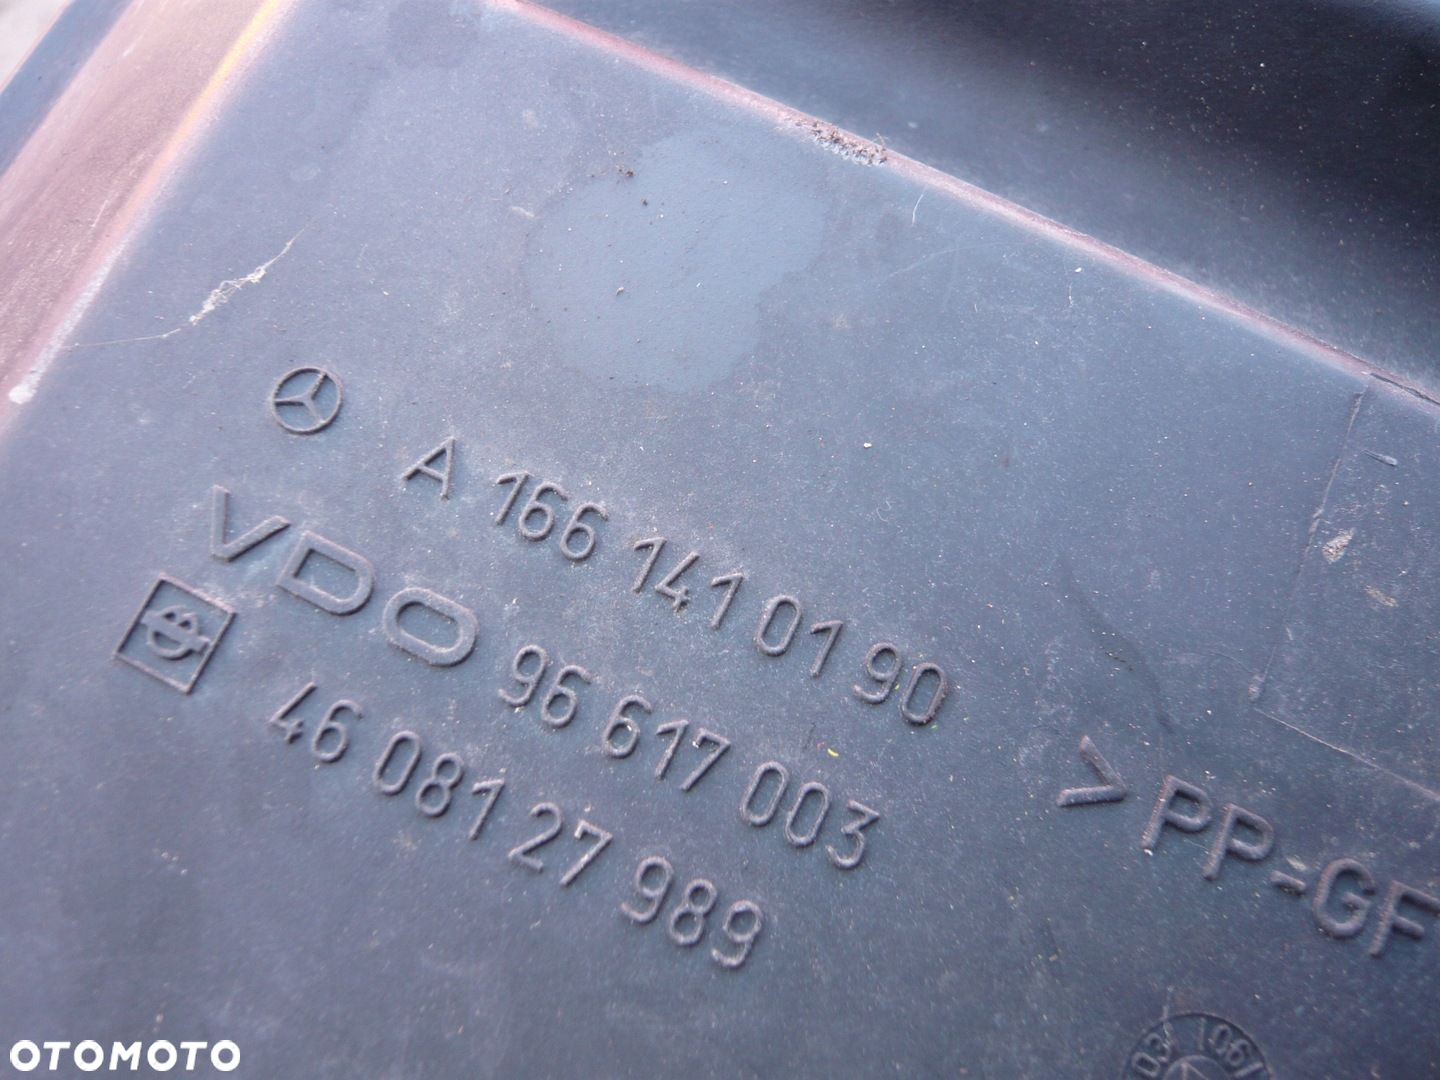 A 166 141 01 90
VDO 96 617 003
46 081 27 989
>PP-GF
OTOMOTO